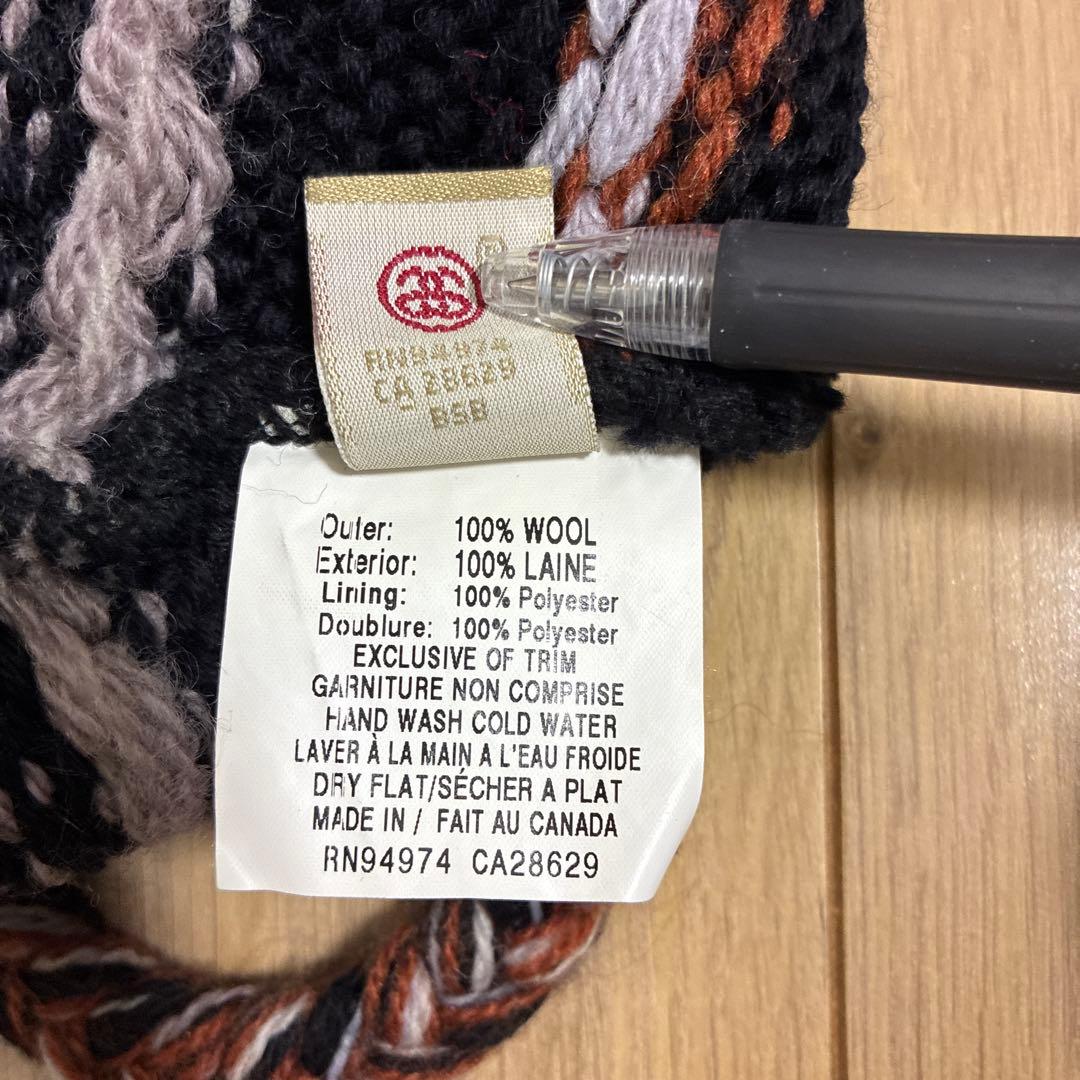 RN94974
CA 28629
BSB
Outer: 100% WOOL
Exterior: 100% LAINE
Lining: 100% Polyester
Doublure: 100% Polyester
EXCLUSIVE OF TRIM
GARNITURE NON COMPRISE
HAND WASH COLD WATER
LAVER À LA MAIN A L'EAU FROIDE
DRY FLAT/SÉCHER A PLAT
MADE IN / FAIT AU CANADA
RN94974 CA28629